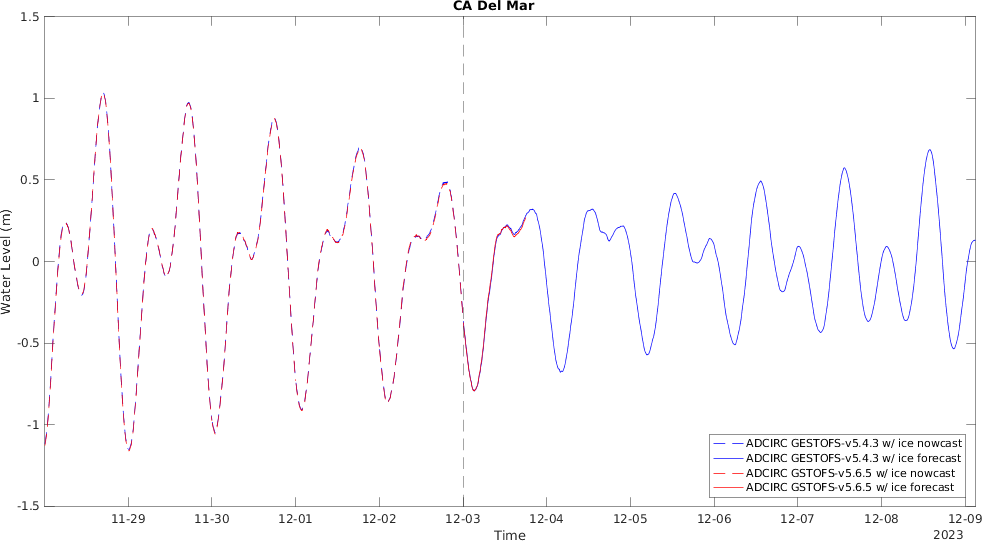 CA Del Mar
1.5
1
0.5
0
-0.5
-1
-1.5
Water Level (m)
11-29 11-30 12-01 12-02 12-03 12-04 12-05 12-06 12-07 12-08 12-09
Time
2023
ADCIRC GESTOFS-v5.4.3 w/ ice nowcast
ADCIRC GESTOFS-v5.4.3 w/ ice forecast
ADCIRC GSTOFS-v5.6.5 w/ ice nowcast
ADCIRC GSTOFS-v5.6.5 w/ ice forecast